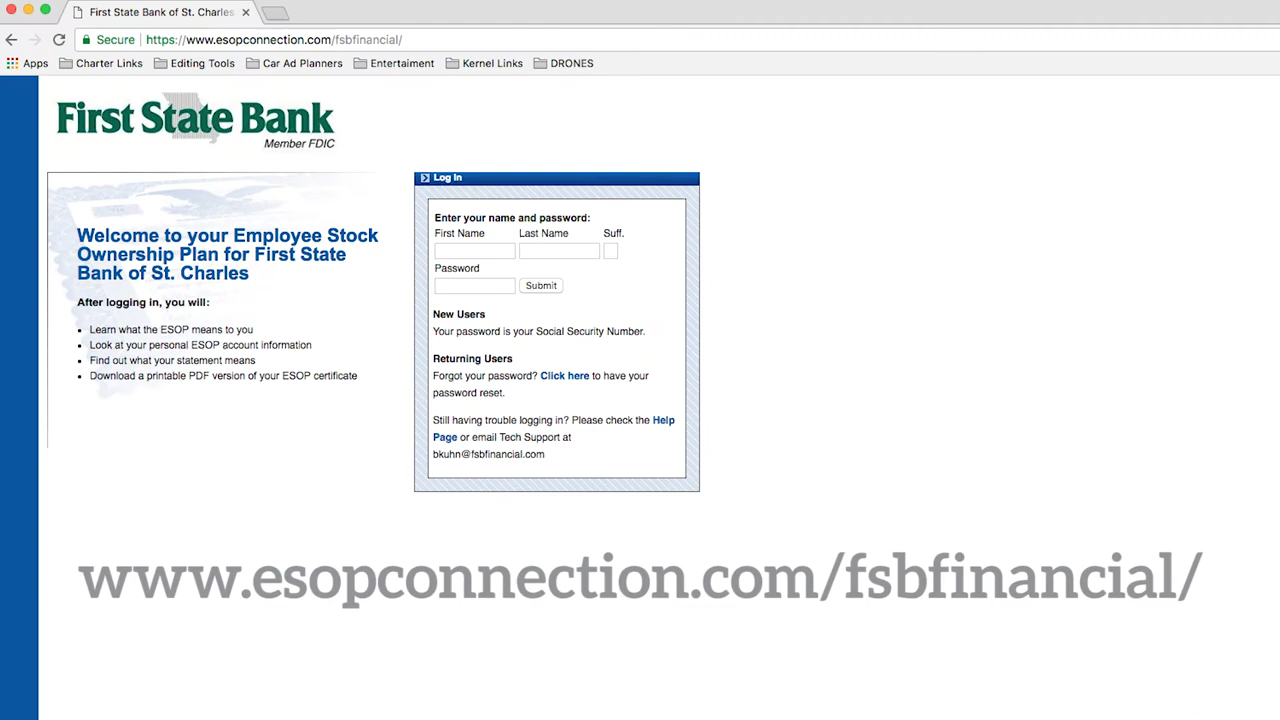 First State Bank of St. Charles
Secure https://www.esopconnection.com/fsbfinancial/
Apps Charter Links Editing Tools Car Ad Planners Entertaiment Kernel Links DRONES
First State Bank
Member FDIC
Welcome to your Employee Stock
Ownership Plan for First State
Bank of St. Charles
After logging in, you will:
Learn what the ESOP means to you
Look at your personal ESOP account information
Find out what your statement means
Download a printable PDF version of your ESOP certificate
Log In
Enter your name and password:
First Name Last Name Suff.
Password
Submit
New Users
Your password is your Social Security Number.
Returning Users
Forgot your password? Click here to have your
password reset.
Still having trouble logging in? Please check the Help
Page or email Tech Support at
bkuhn@fsbfinancial.com
www.esopconnection.com/fsbfinancial/